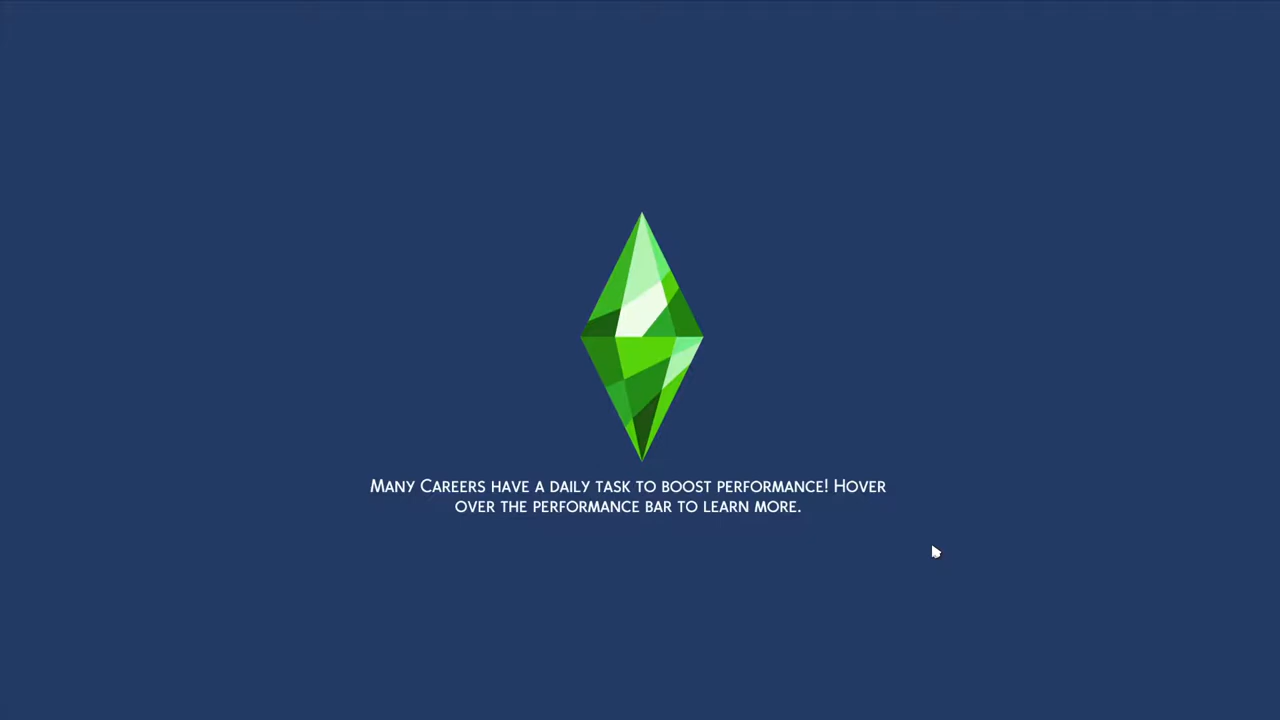 Many Careers have a daily task to boost performance! Hover
over the performance bar to learn more.